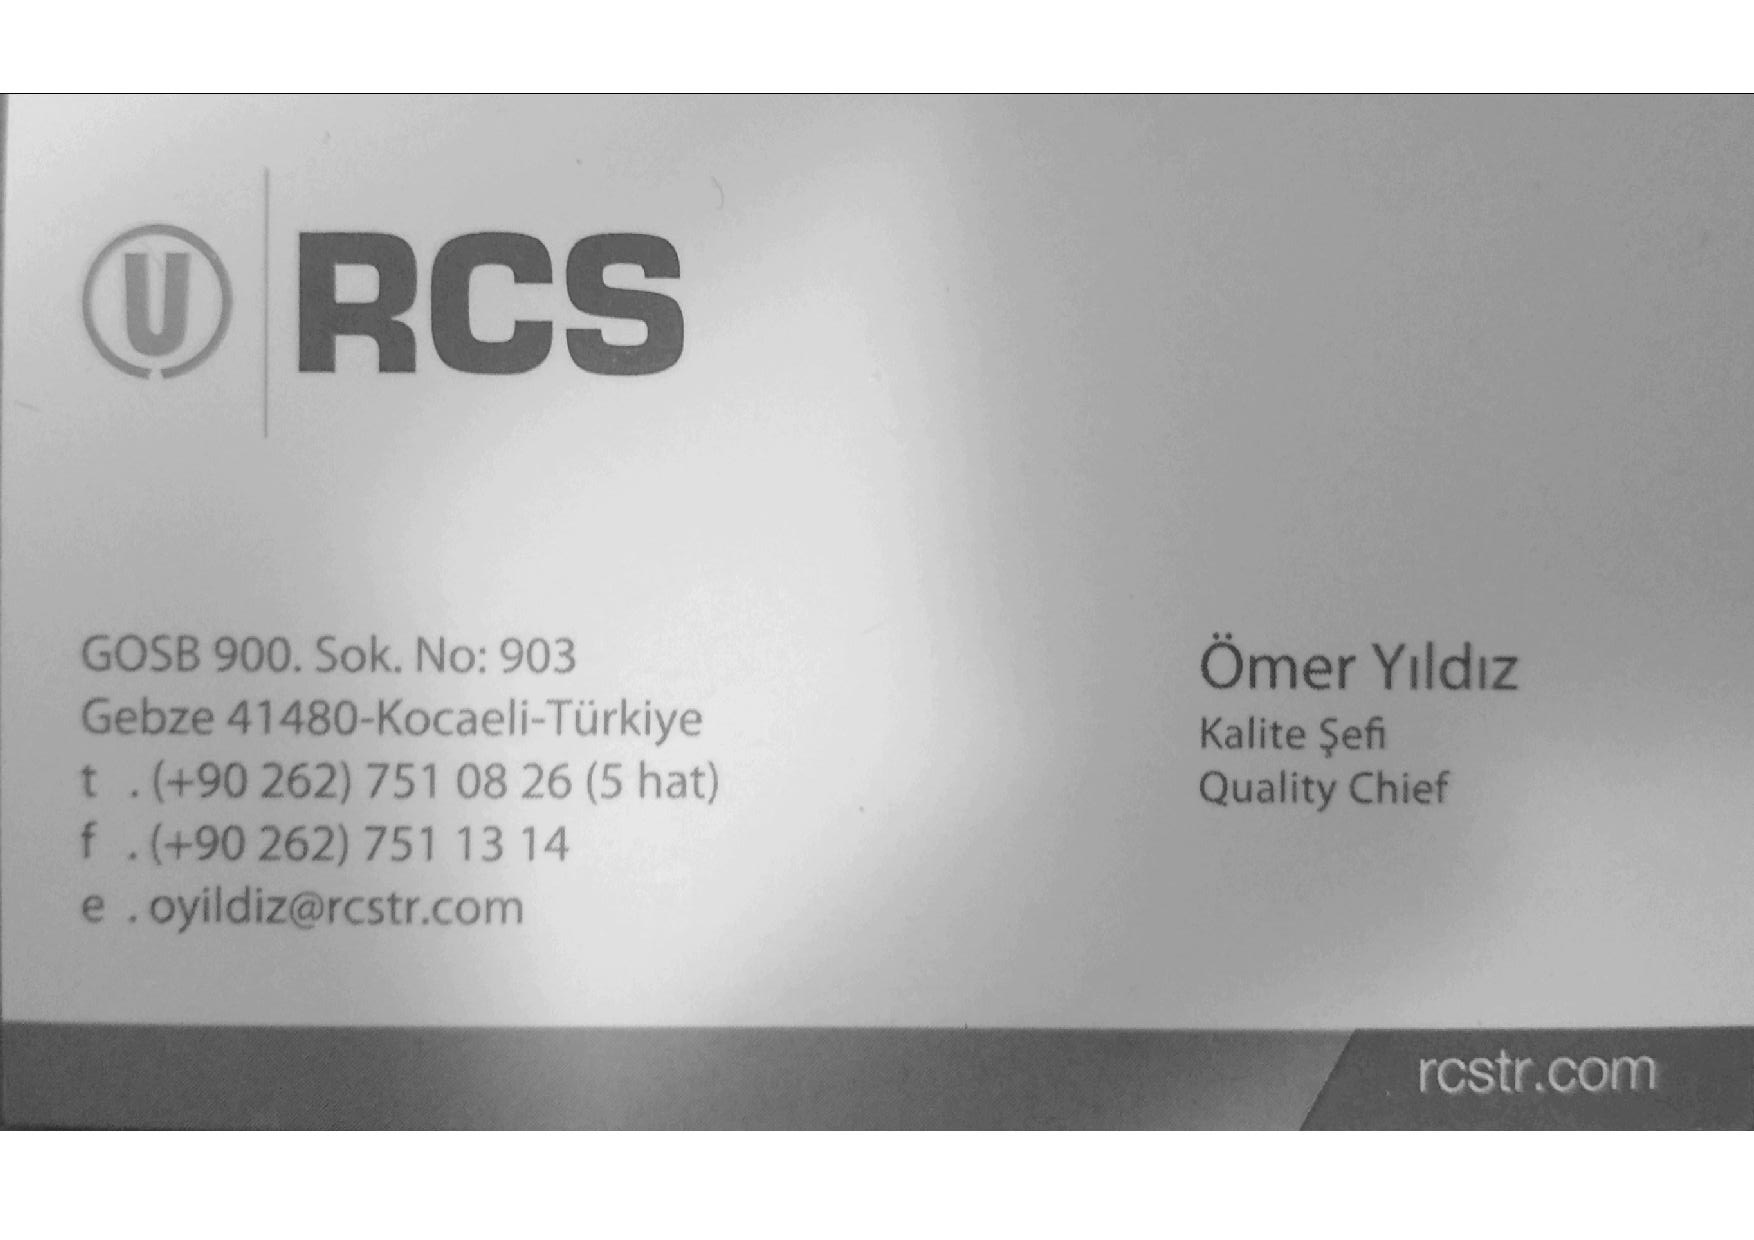 U RCS
GOSB 900. Sok. No: 903
Gebze 41480-Kocaeli-Türkiye
t . (+90 262) 751 08 26 (5 hat)
f . (+90 262) 751 13 14
e . oyildiz@rcstr.com
Ömer Yıldız
Kalite Şefi
Quality Chief
rcstr.com